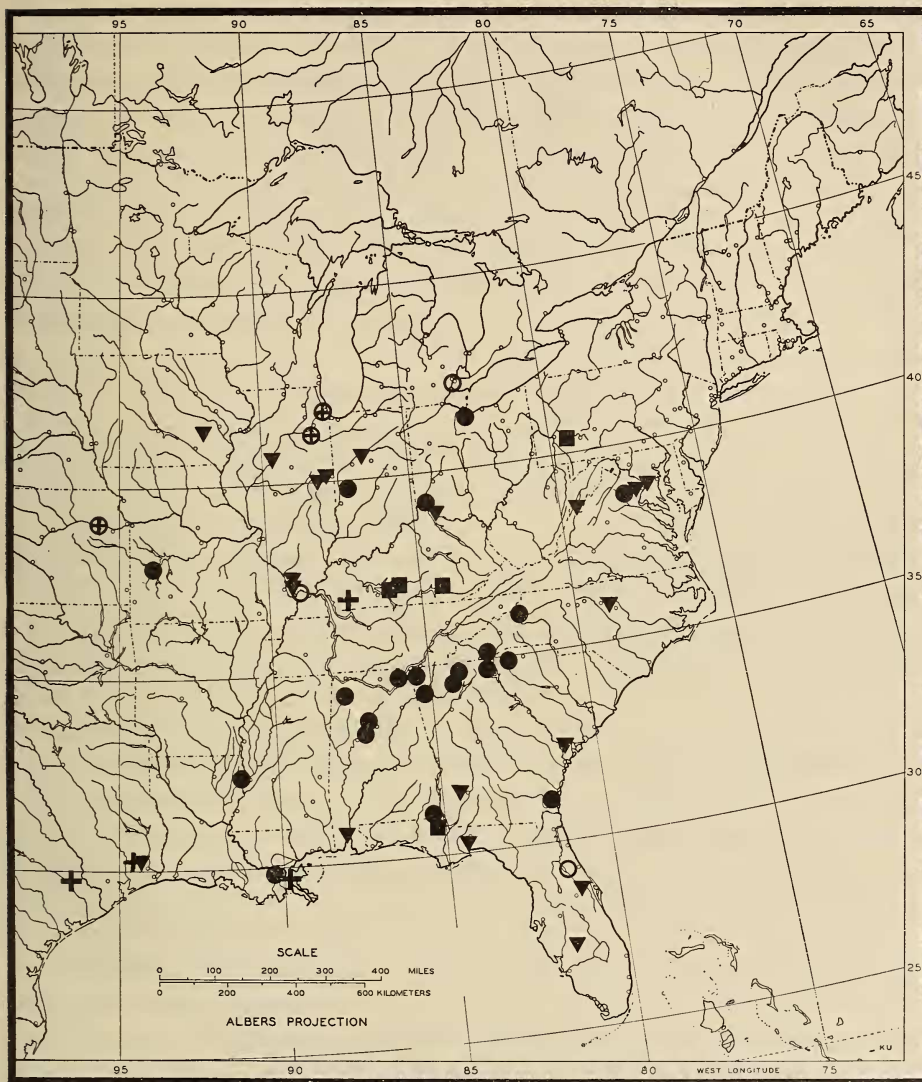 95 90 85 80 75 70 65
45
40
35
30
25
SCALE
0 100 200 300 400 MILES
0 200 400 600 KILOMETERS
ALBERS PROJECTION
KU
95 90 85 80 WEST LONGITUDE 75